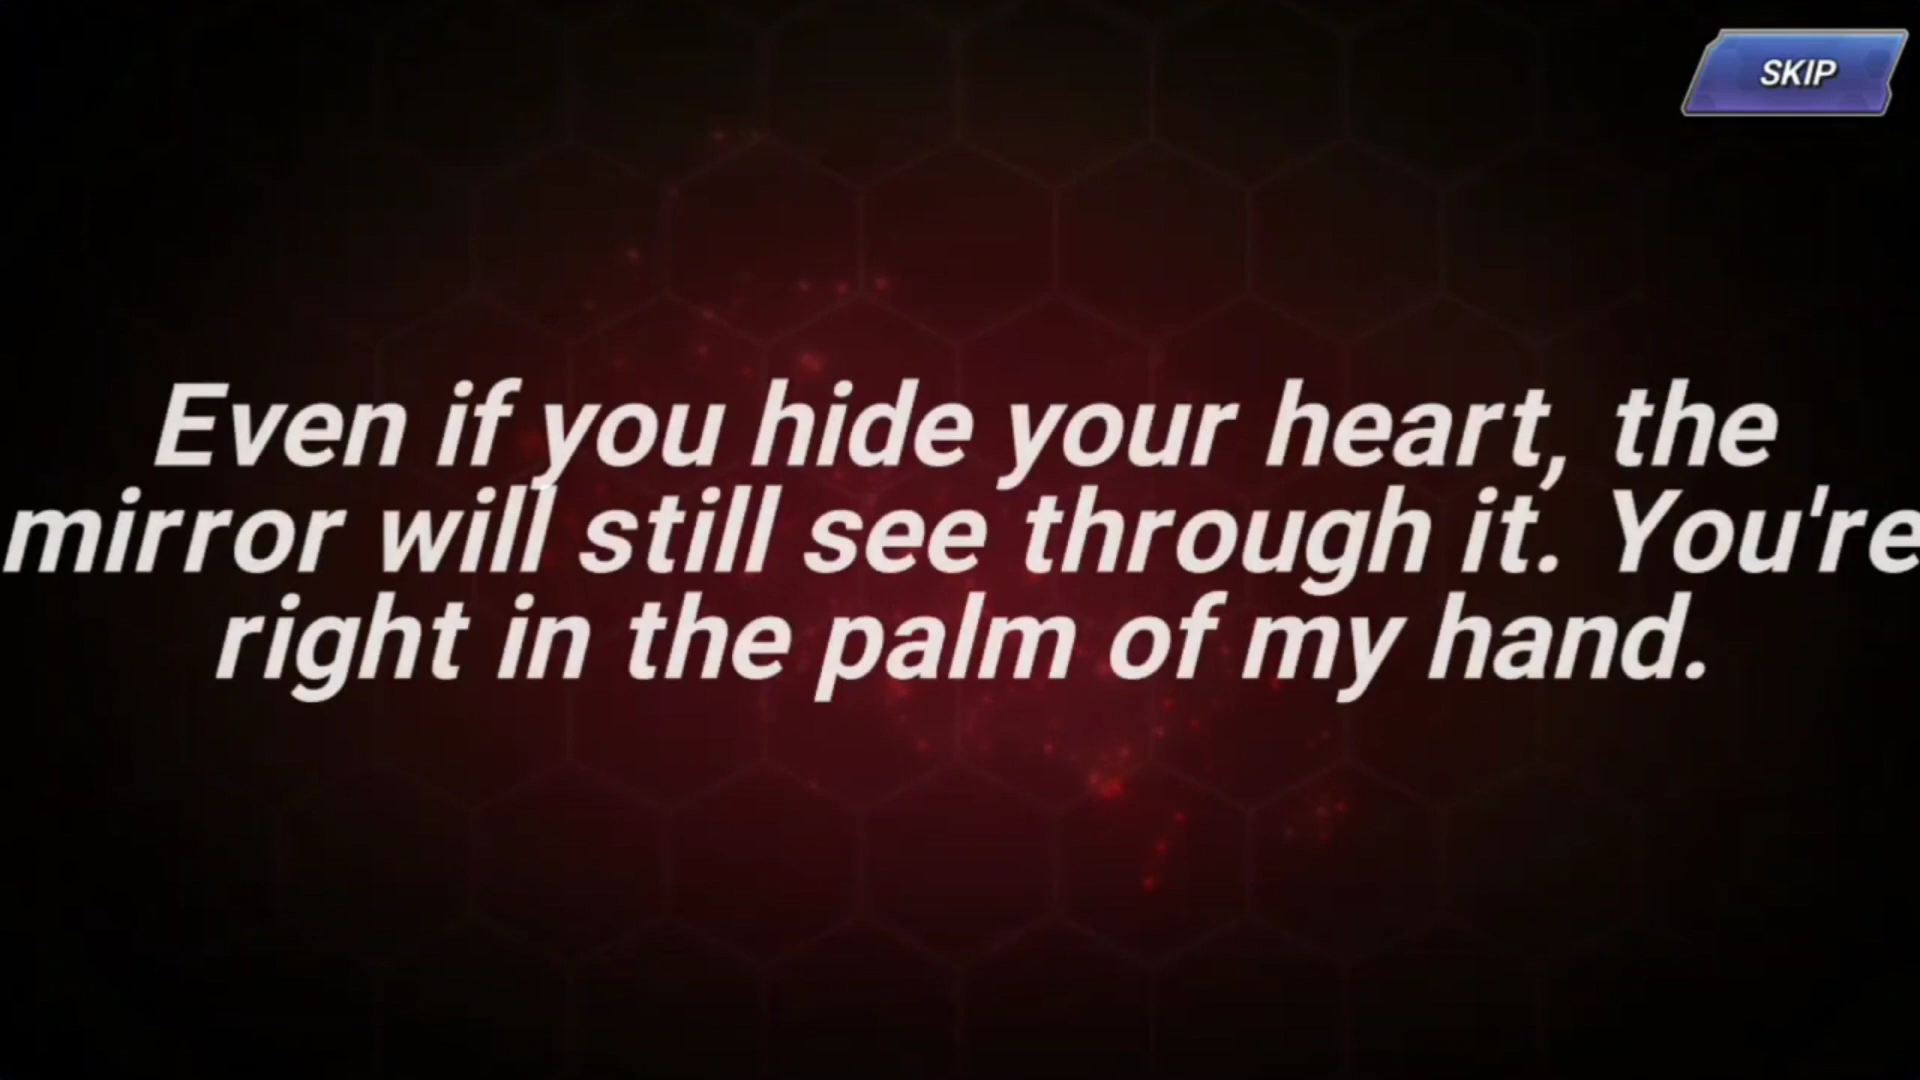 SKIP
Even if you hide your heart, the
mirror will still see through it. You're
right in the palm of my hand.